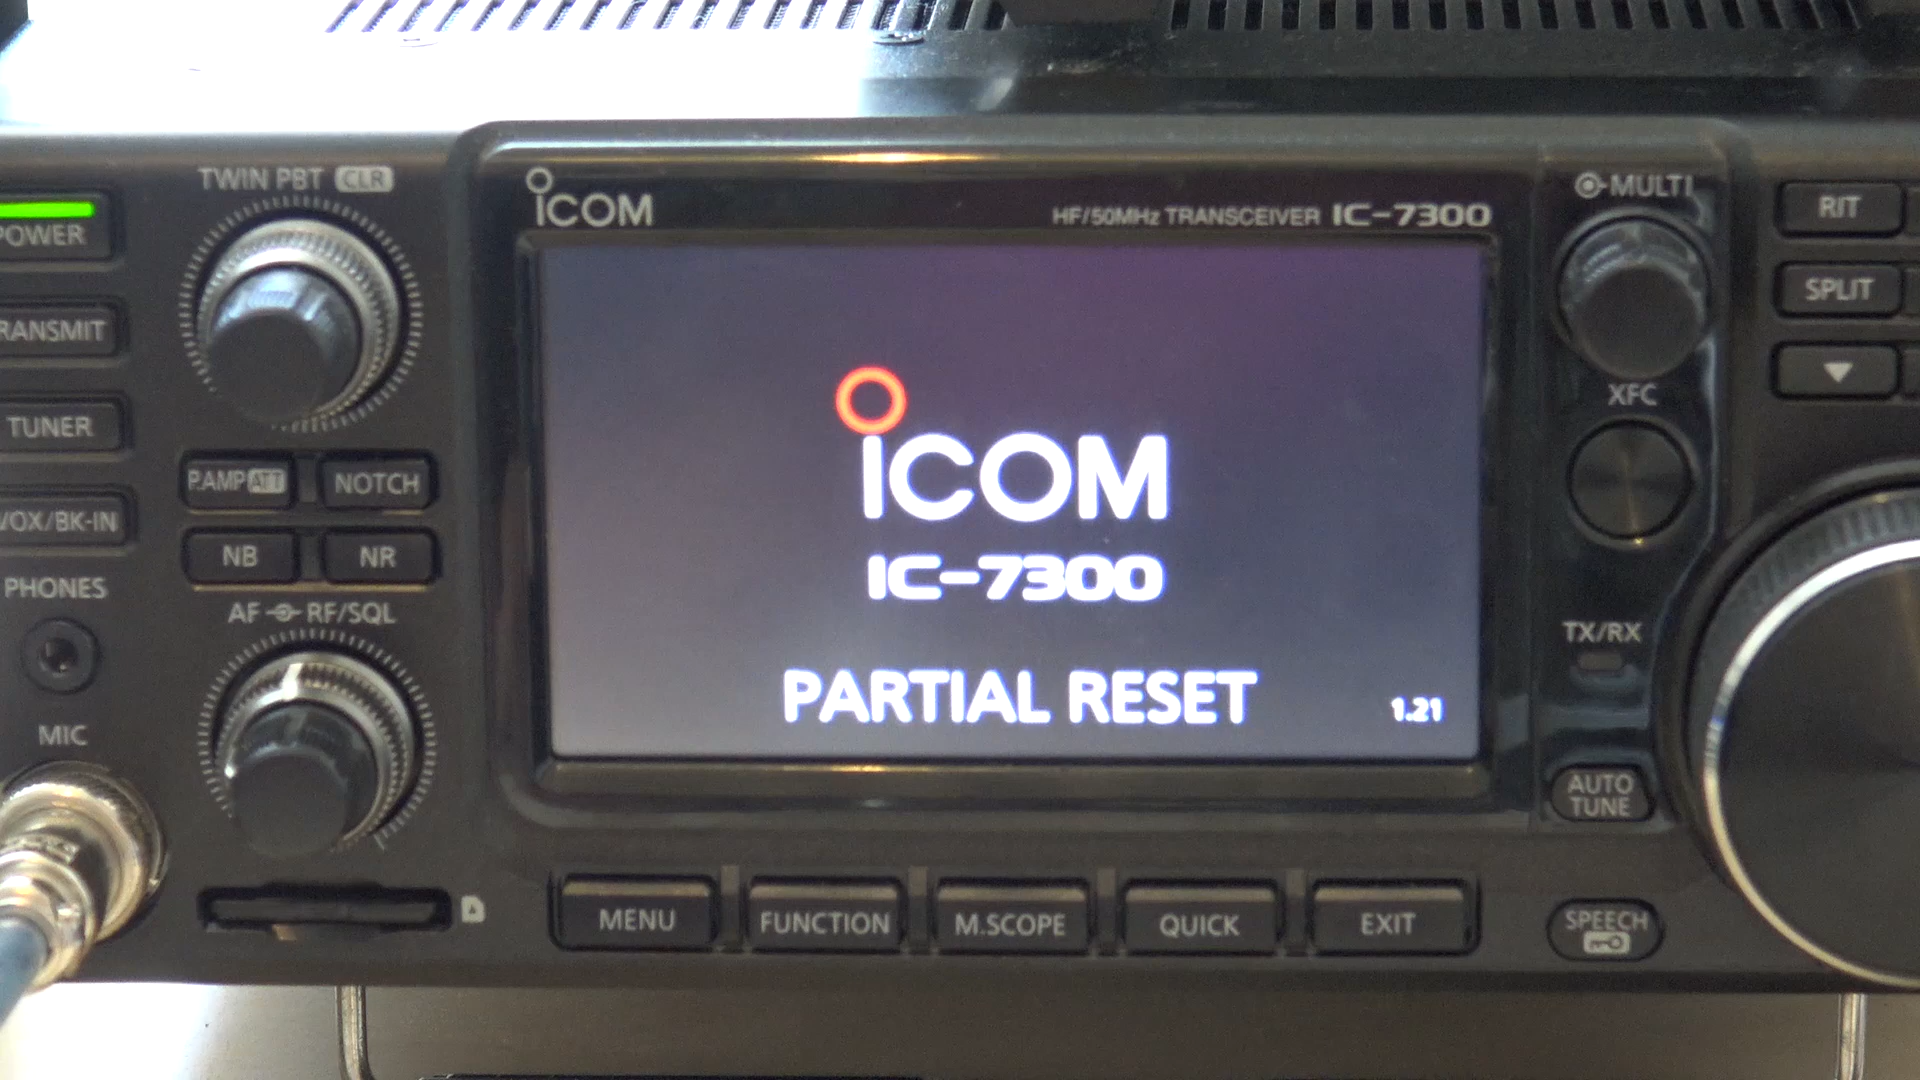 TWIN PBT CLR
ICOM
HF/50MHz TRANSCEIVER IC-7300
MULTI
POWER
RIT
RANSMIT
SPLIT
TUNER
XFC
P.AMP ATT
NOTCH
VOX/BK-IN
NB
NR
PHONES
AF RF/SQL
MIC
ICOM
IC-7300
PARTIAL RESET
1.21
TX/RX
AUTO
TUNE
MENU
FUNCTION
M.SCOPE
QUICK
EXIT
SPEECH